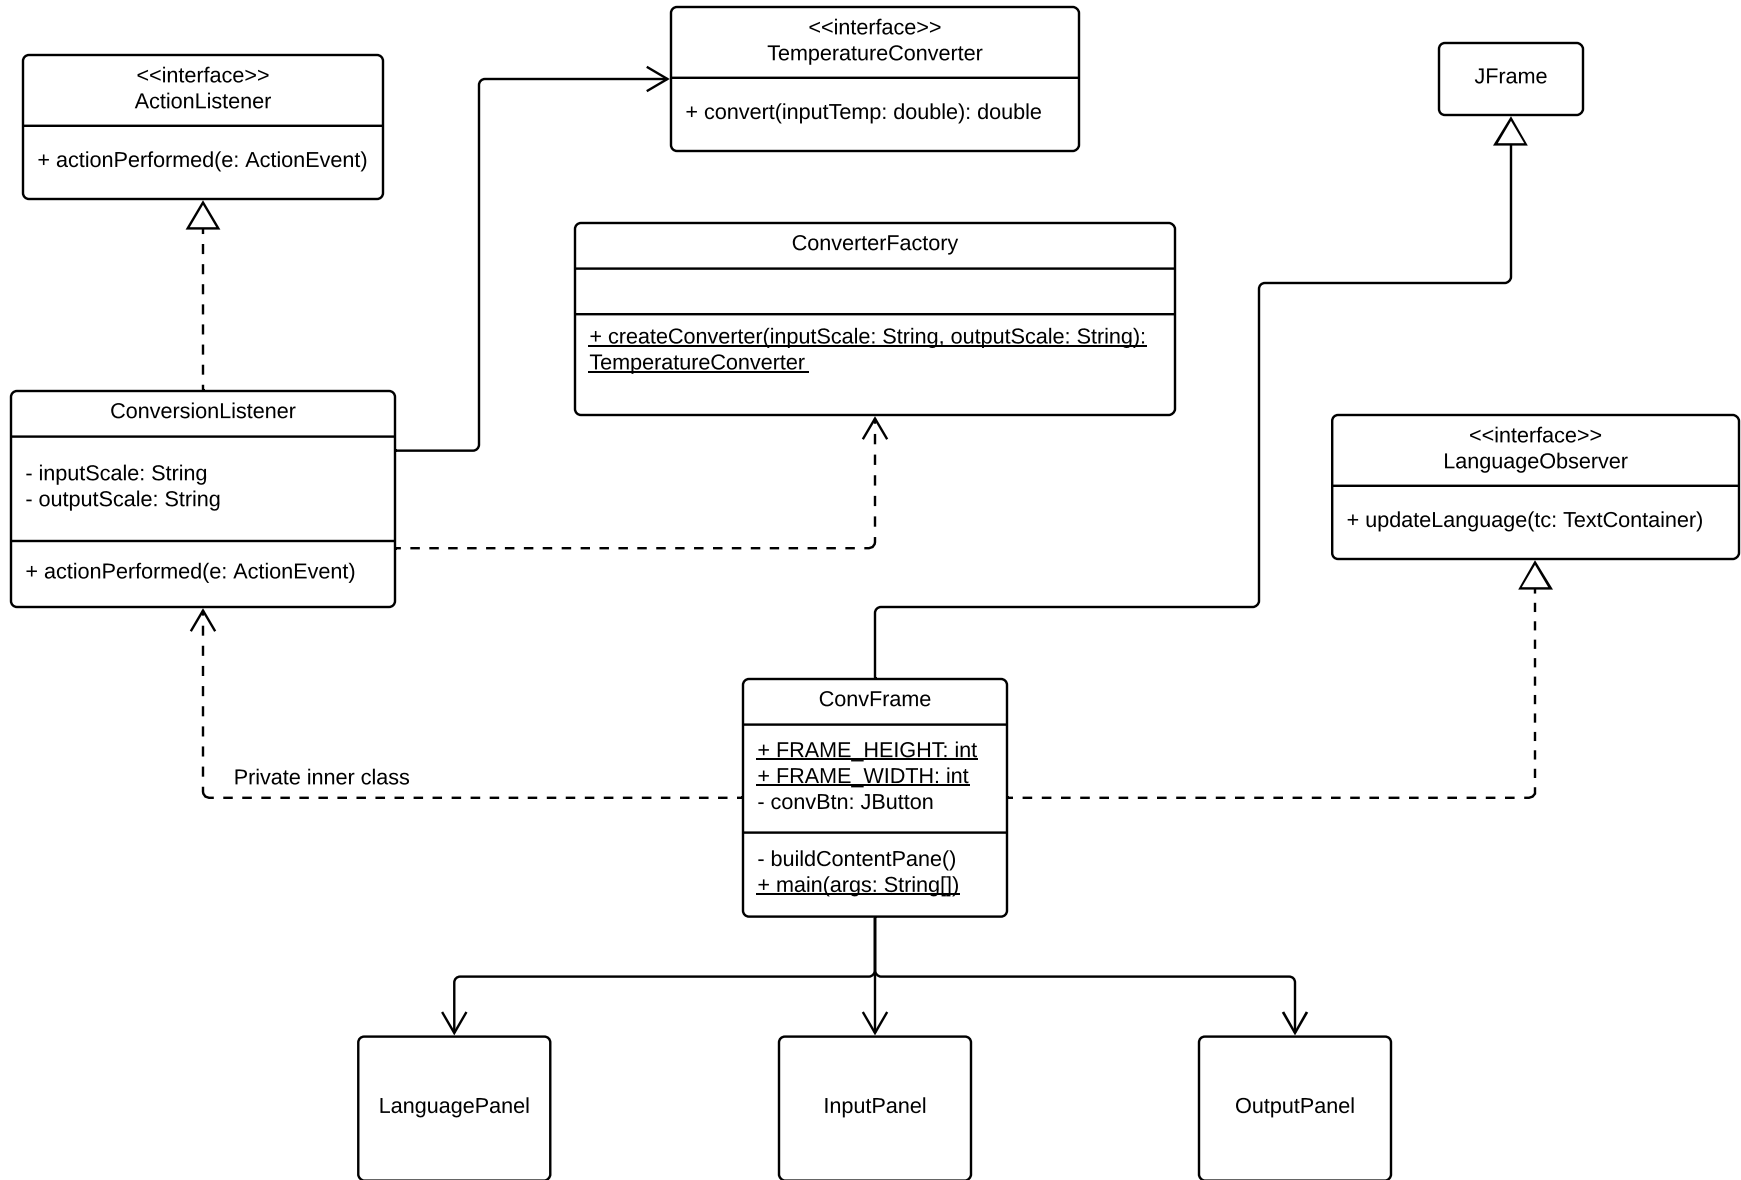 <<interface>>
TemperatureConverter
+ convert(inputTemp: double): double
<<interface>>
ActionListener
+ actionPerformed(e: ActionEvent)
JFrame
ConverterFactory
+ createConverter(inputScale: String, outputScale: String):
TemperatureConverter
ConversionListener
- inputScale: String
- outputScale: String
+ actionPerformed(e: ActionEvent)
<<interface>>
LanguageObserver
+ updateLanguage(tc: TextContainer)
Private inner class
ConvFrame
+ FRAME_HEIGHT: int
+ FRAME_WIDTH: int
- convBtn: JButton
- buildContentPane()
+ main(args: String[])
LanguagePanel
InputPanel
OutputPanel